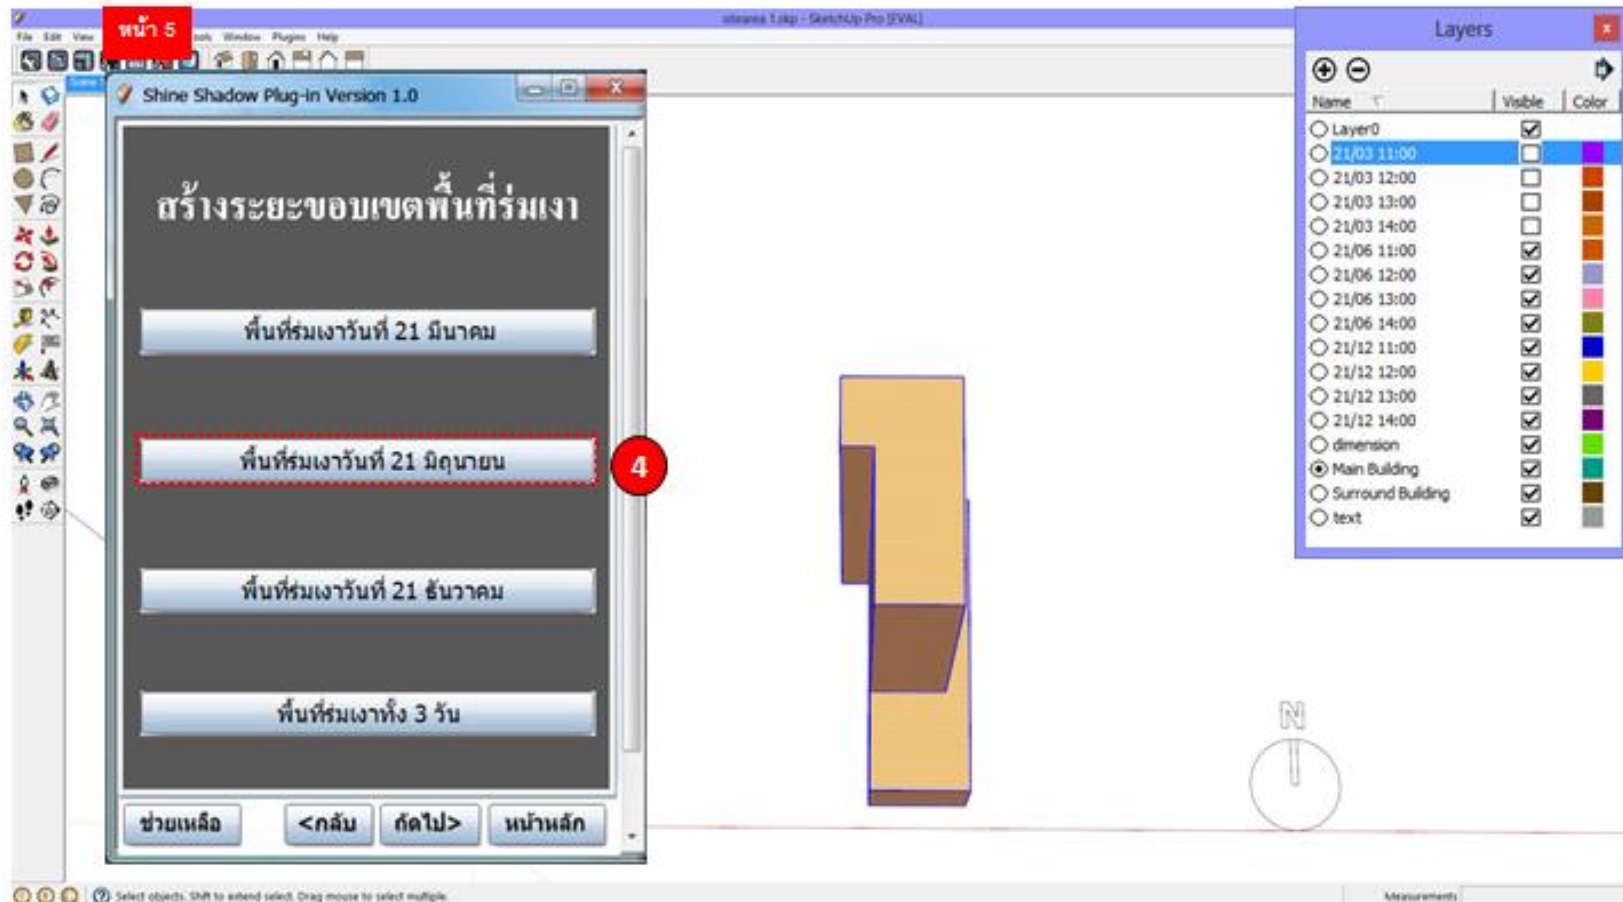 sitearea 1.skp - SketchUp Pro [EVAL]
หน้า 5
File Edit View ools Window Plugins Help
Shine Shadow Plug-in Version 1.0
สร้างระยะขอบเขตพื้นที่ร่มเงา
พื้นที่ร่มเงาวันที่ 21 มีนาคม
พื้นที่ร่มเงาวันที่ 21 มิถุนายน
4
พื้นที่ร่มเงาวันที่ 21 ธันวาคม
พื้นที่ร่มเงาทั้ง 3 วัน
ช่วยเหลือ <กลับ ถัดไป> หน้าหลัก
Layers
Name Visible Color
Layer0
21/03 11:00
21/03 12:00
21/03 13:00
21/03 14:00
21/06 11:00
21/06 12:00
21/06 13:00
21/06 14:00
21/12 11:00
21/12 12:00
21/12 13:00
21/12 14:00
dimension
Main Building
Surround Building
text
N
Select objects. Shift to extend select. Drag mouse to select multiple.
Measurements